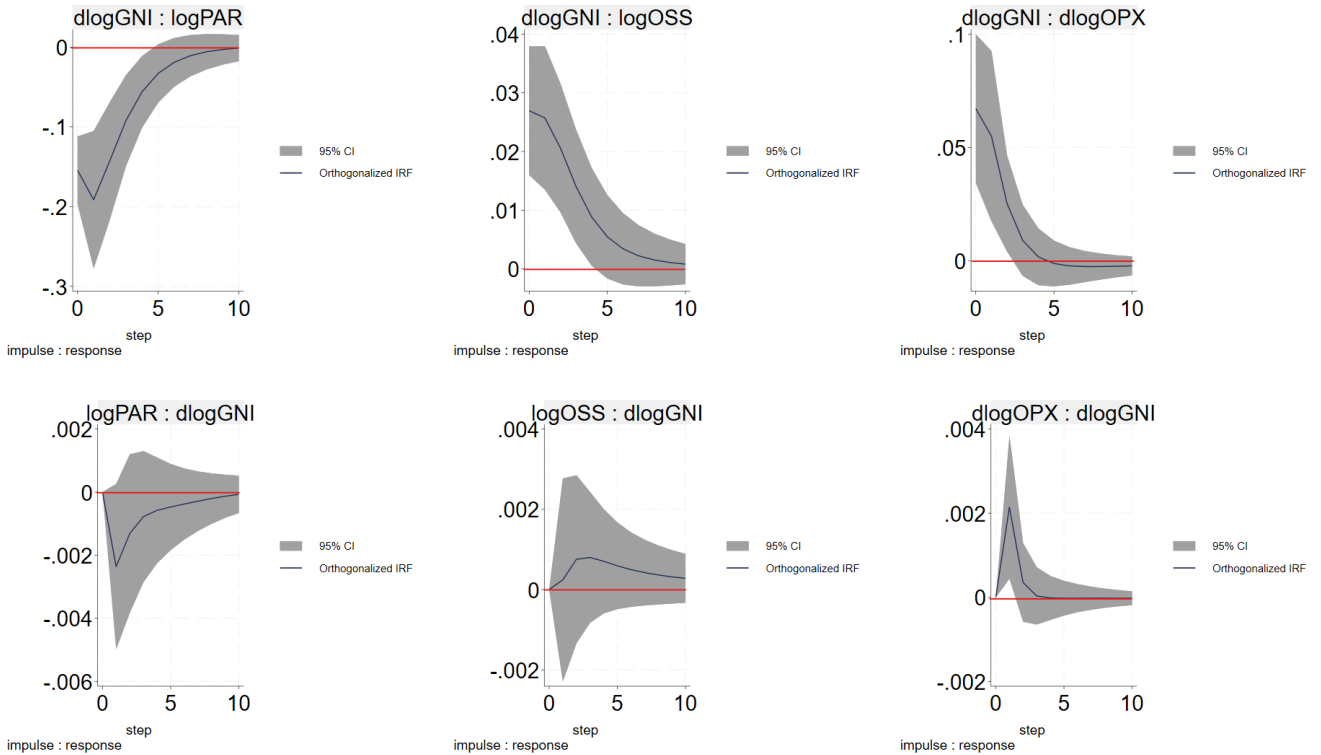 dlogGNI : logPAR
0
-.1
-.2
-.3
0 5 10
step
impulse : response
95% CI
Orthogonalized IRF
dlogGNI : logOSS
.04
.03
.02
.01
0
0 5 10
step
impulse : response
95% CI
Orthogonalized IRF
dlogGNI : dlogOPX
.1
.05
0
0 5 10
step
impulse : response
95% CI
Orthogonalized IRF
logPAR : dlogGNI
.002
0
-.002
-.004
-.006
0 5 10
step
impulse : response
95% CI
Orthogonalized IRF
logOSS : dlogGNI
.004
.002
0
-.002
0 5 10
step
impulse : response
95% CI
Orthogonalized IRF
dlogOPX : dlogGNI
.004
.002
0
-.002
0 5 10
step
impulse : response
95% CI
Orthogonalized IRF